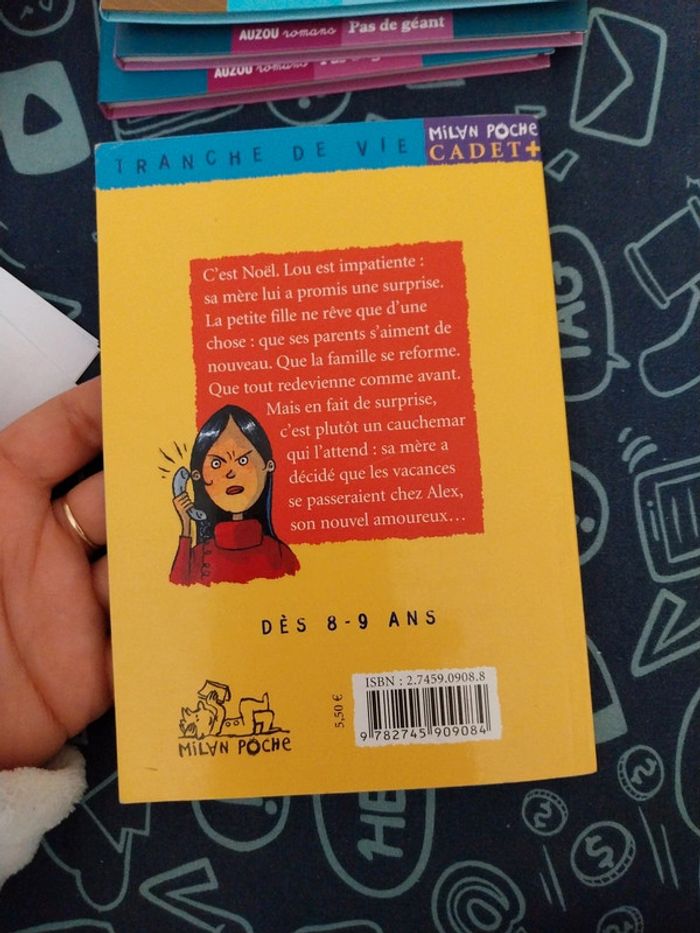 AUZOU romans Pas de géant
AUZOU romans
TRANCHE DE VIE
MILAN POCHE
CADET+
C'est Noël. Lou est impatiente :
sa mère lui a promis une surprise.
La petite fille ne rêve que d'une
chose : que ses parents s'aiment de
nouveau. Que la famille se reforme.
Que tout redevienne comme avant.
Mais en fait de surprise,
c'est plutôt un cauchemar
qui l'attend : sa mère a
décidé que les vacances
se passeraient chez Alex,
son nouvel amoureux…
DÈS 8-9 ANS
MILAN POCHE
5,50 €
ISBN : 2.7459.0908.8
9 782745 909084
TAG